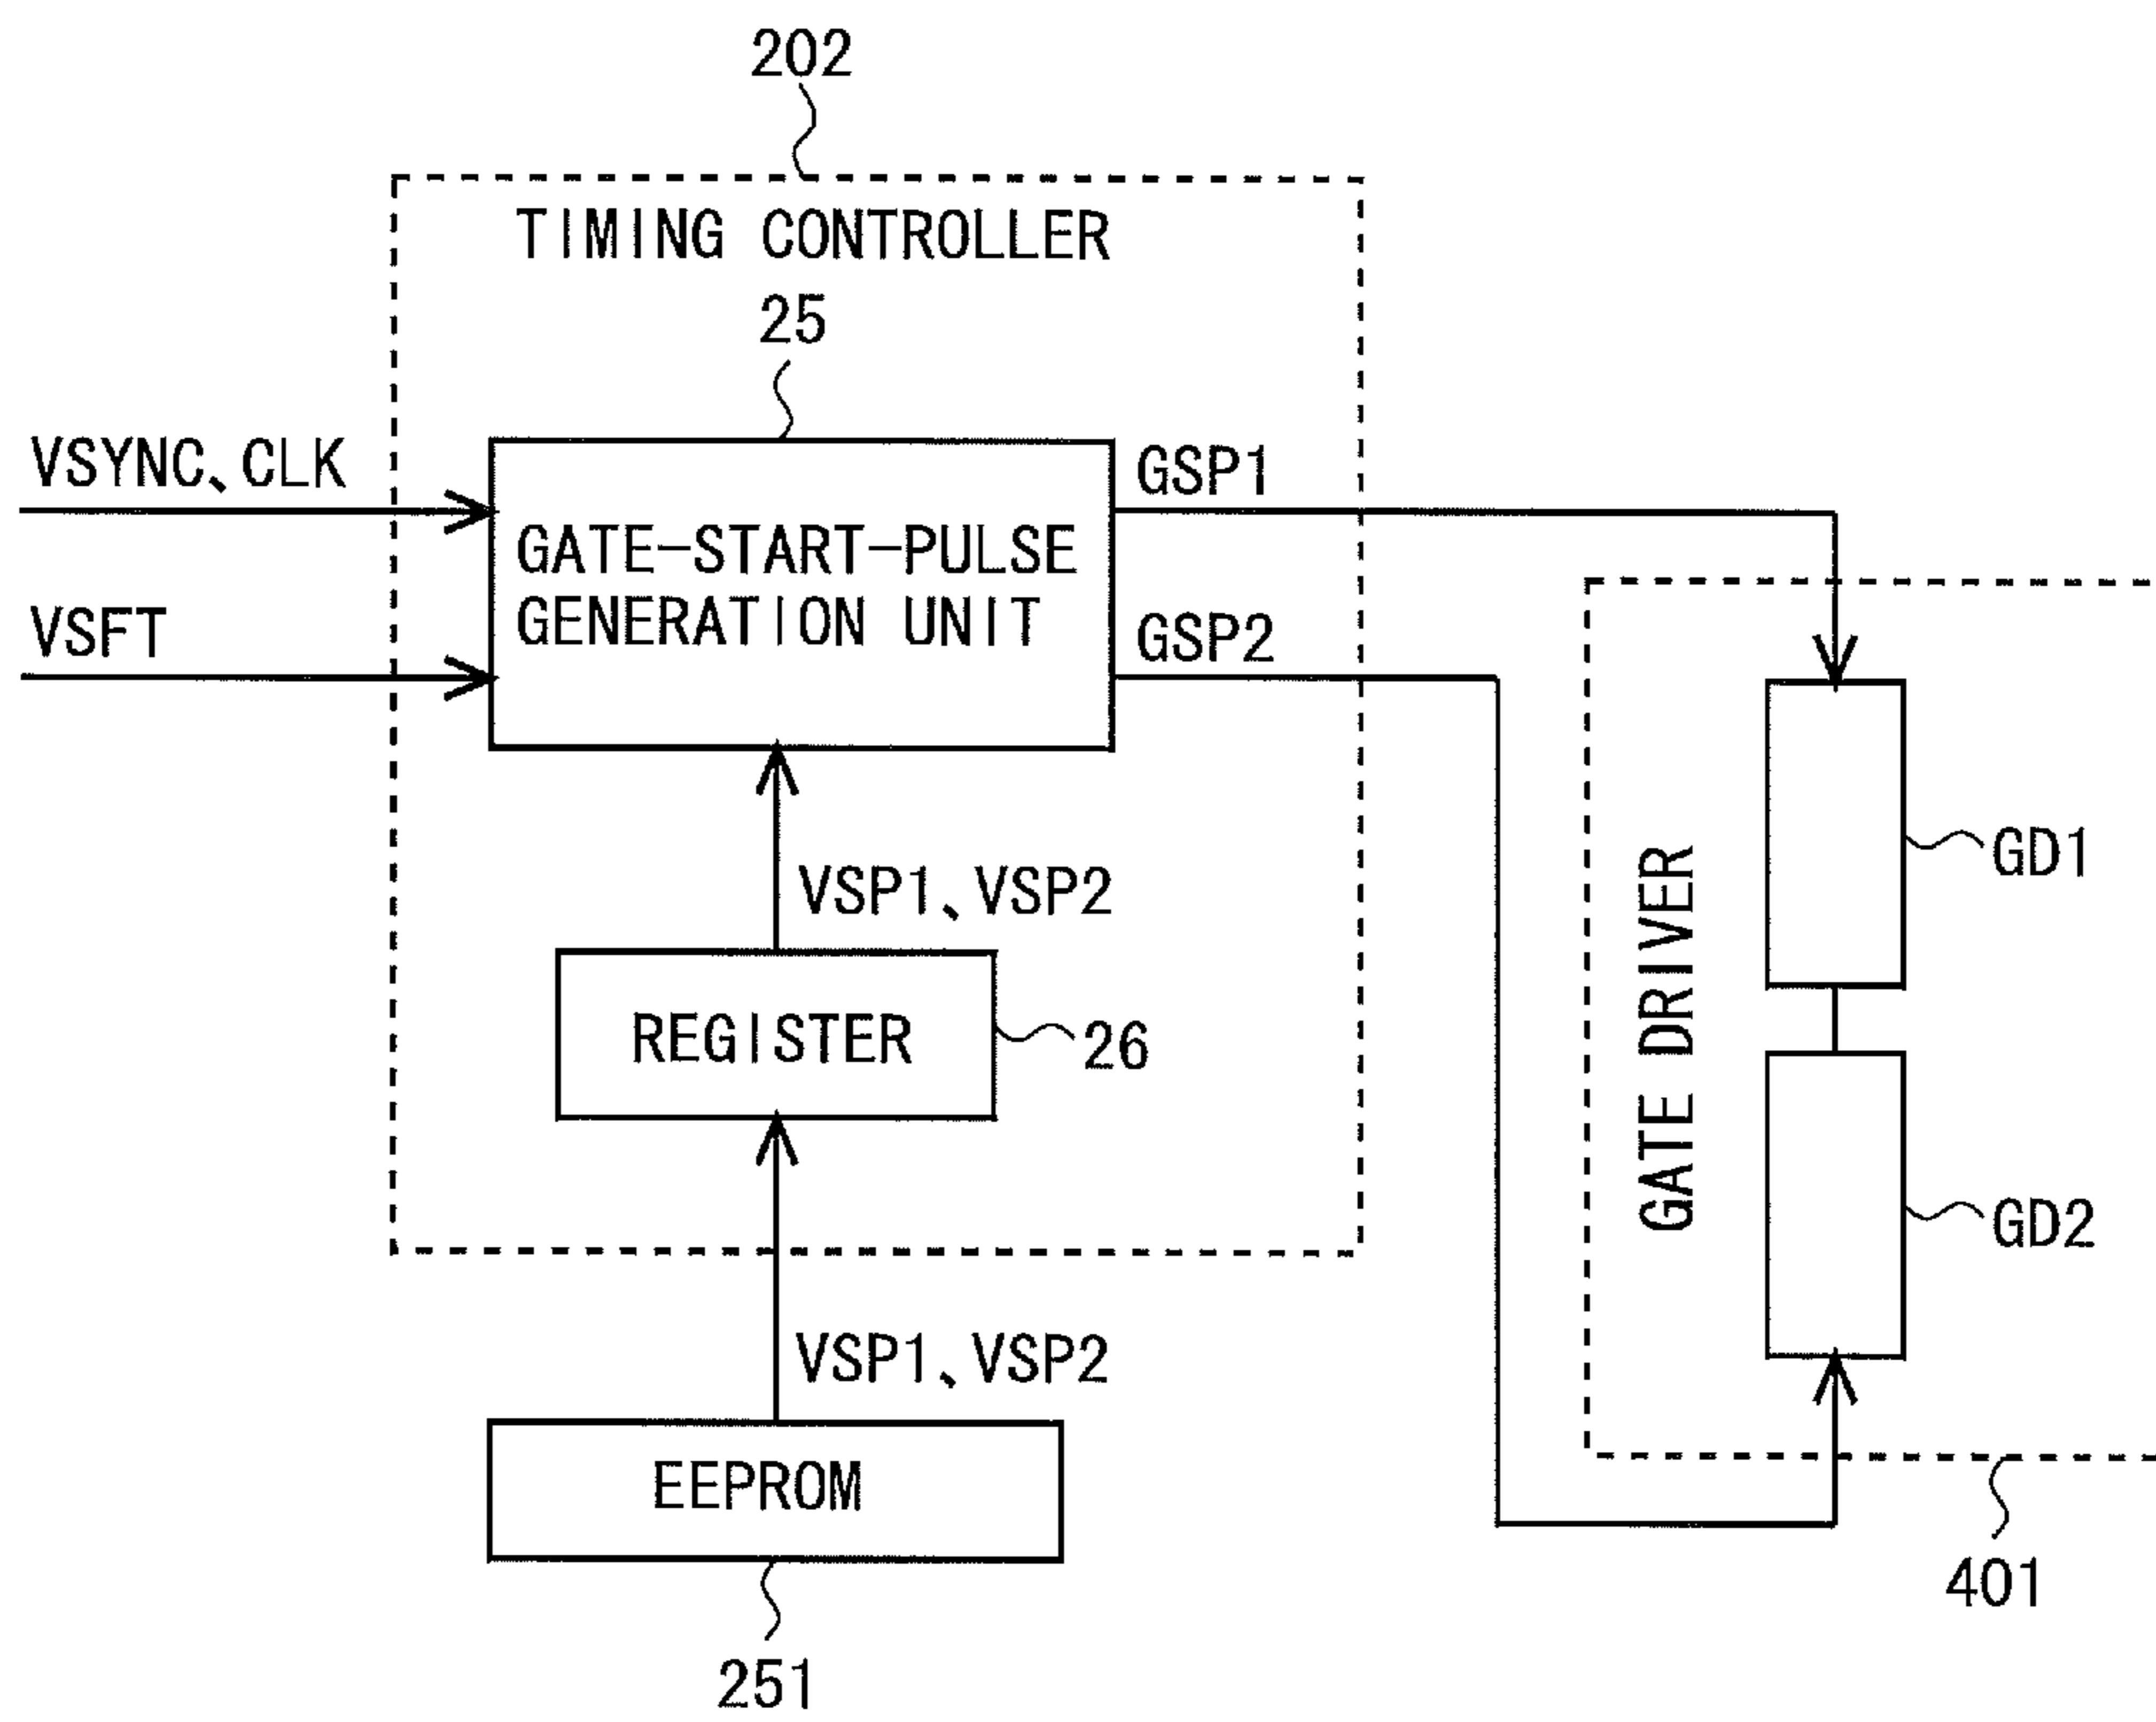 202
TIMING CONTROLLER
25
VSYNC、CLK
GSP1
GATE-START-PULSE
GENERATION UNIT
VSFT
GSP2
GD1
VSP1、VSP2
GATE DRIVER
REGISTER
26
GD2
VSP1、VSP2
EEPROM
401
251